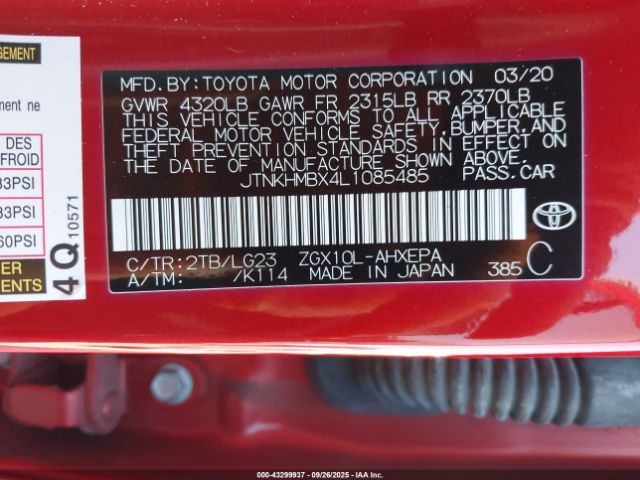 GEMENT
ement ne
DES
FROID
33PSI
33PSI
60PSI
ER
MENTS
4Q 10571
MFD. BY: TOYOTA MOTOR CORPORATION 03/20
GVWR 4320LB GAWR FR 2315LB RR 2370LB
THIS VEHICLE CONFORMS TO ALL APPLICABLE
FEDERAL MOTOR VEHICLE SAFETY, BUMPER, AND
THEFT PREVENTION STANDARDS IN EFFECT ON
THE DATE OF MANUFACTURE SHOWN ABOVE.
JTNKHMBX4L1085485 PASS. CAR
TOYOTA
C/TR: 2TB/LG23 ZGX10L-AHXEPA
A/TM: /K114 MADE IN JAPAN 385 C
000-43299937 - 09/26/2025 - IAA Inc.